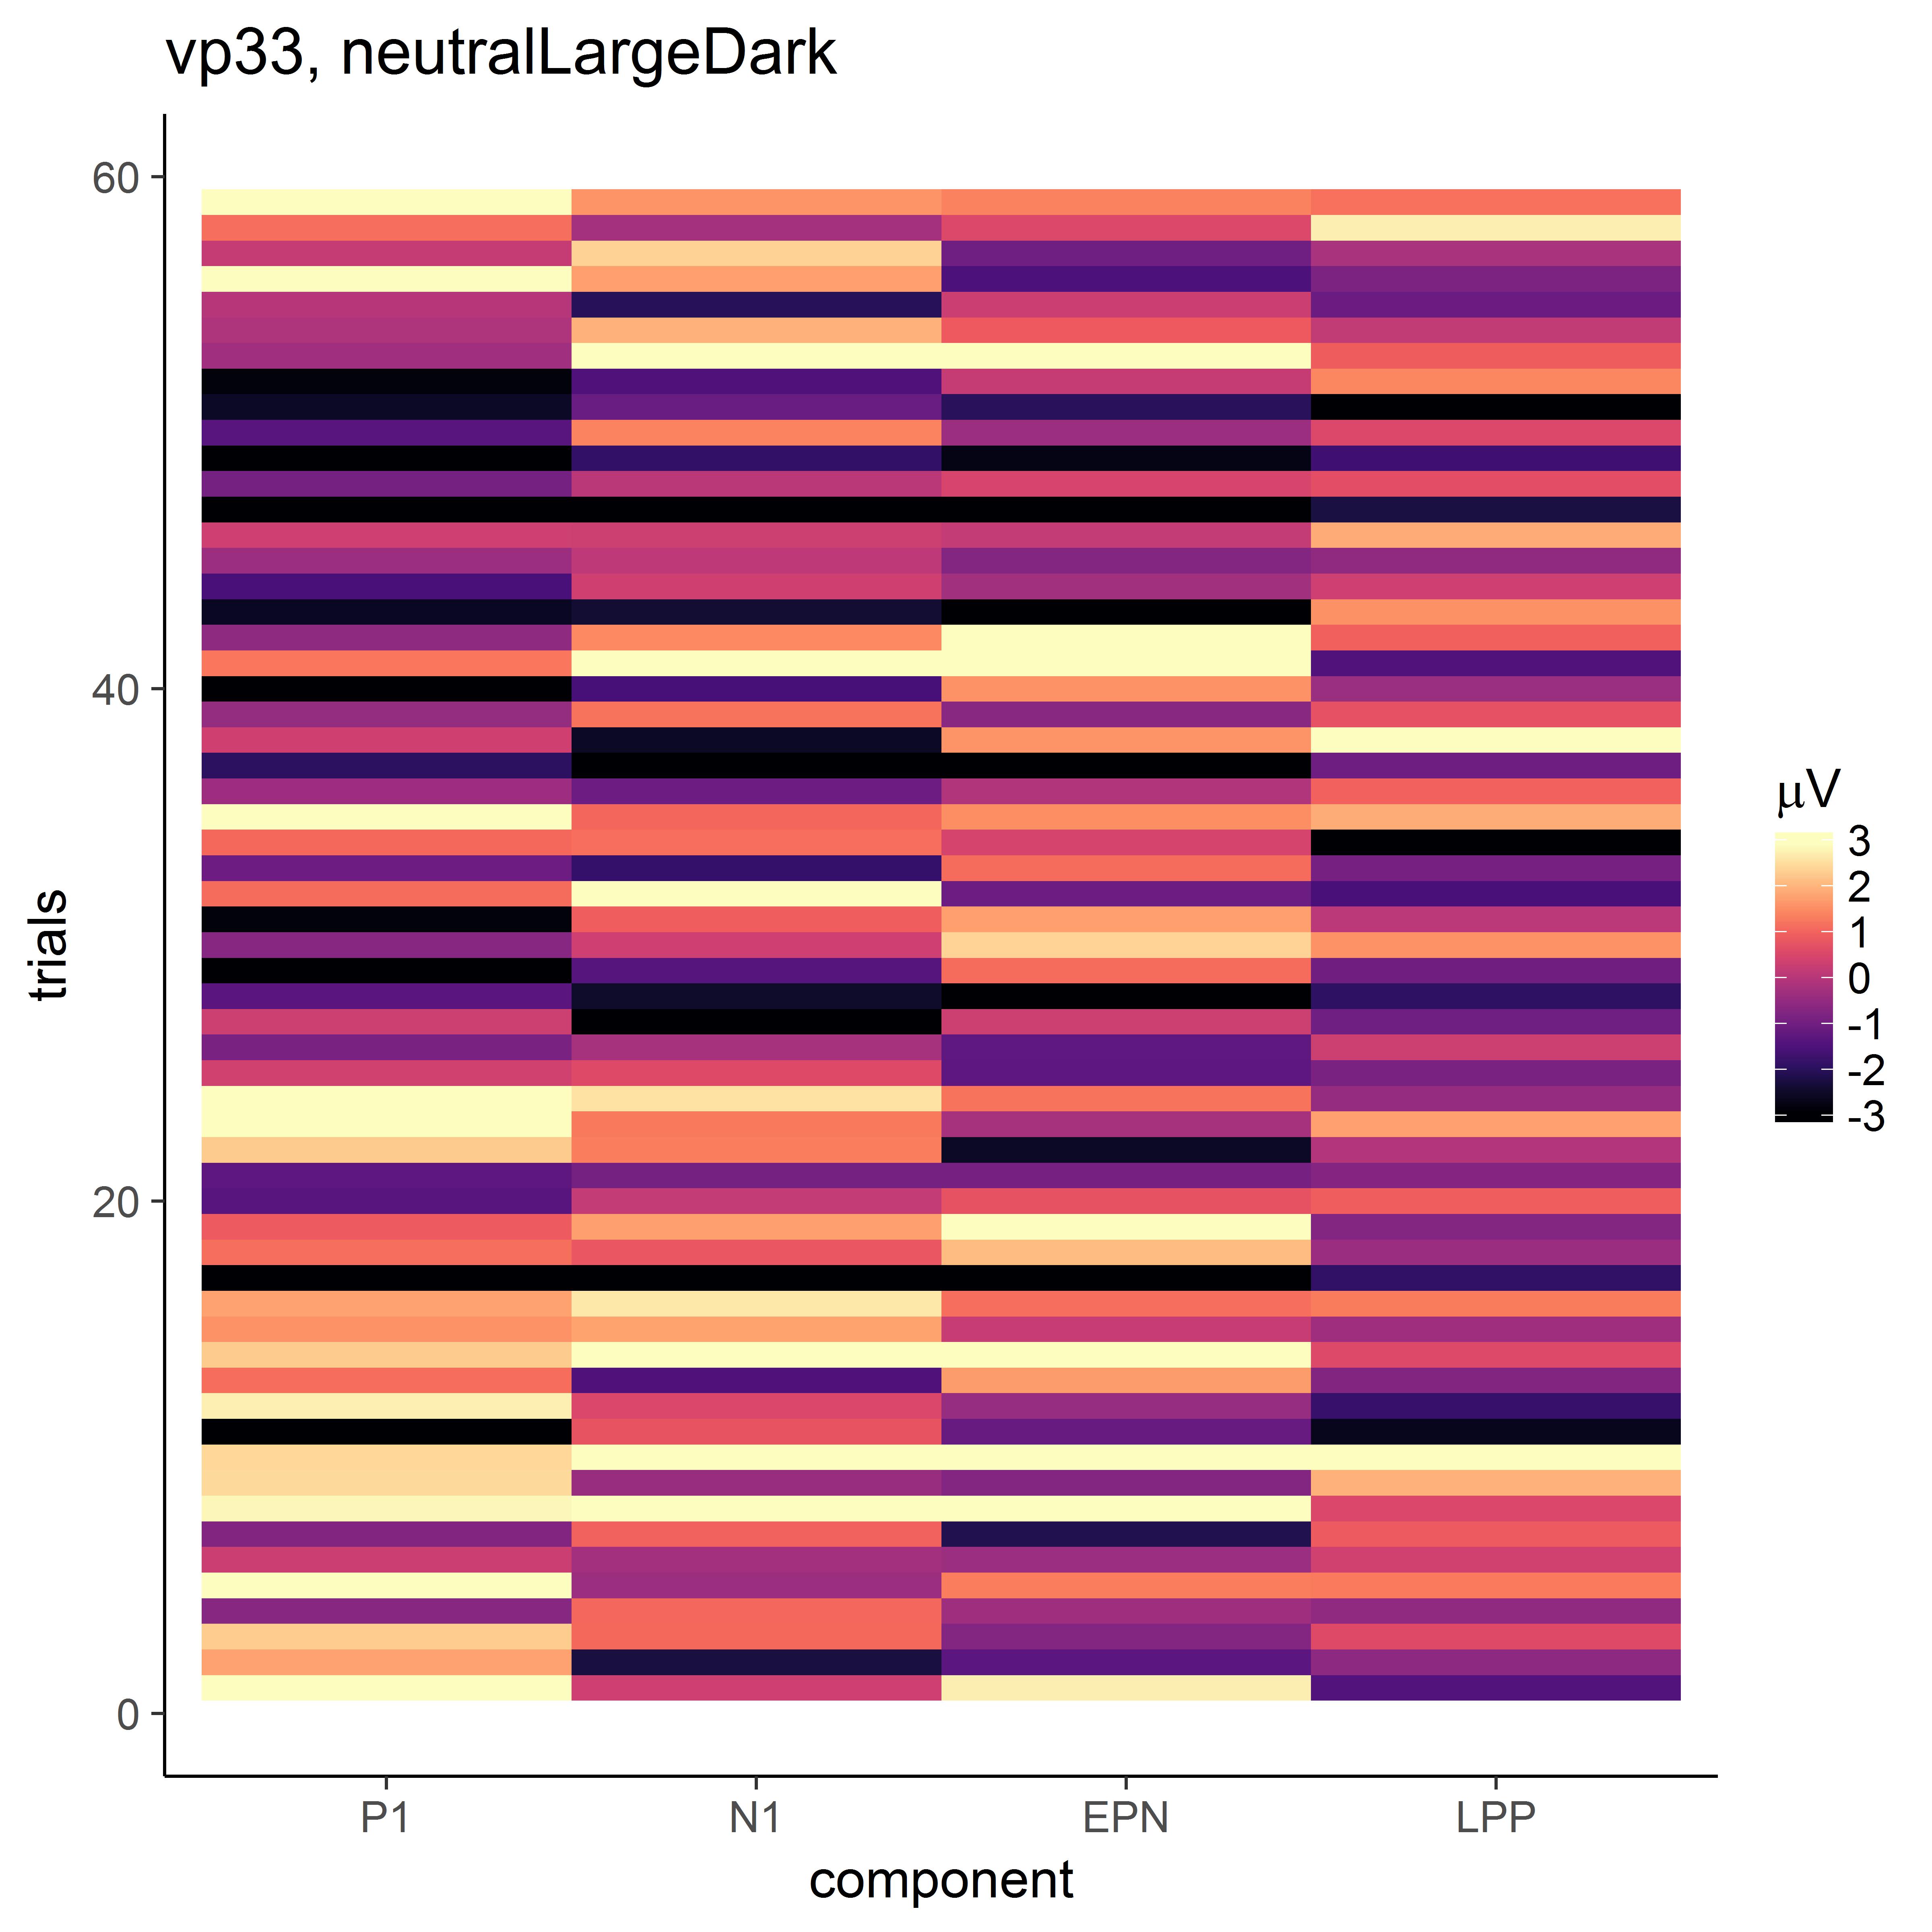 vp33, neutralLargeDark
60
40
20
0
trials
P1 N1 EPN LPP
component
μV
3
2
1
0
-1
-2
-3